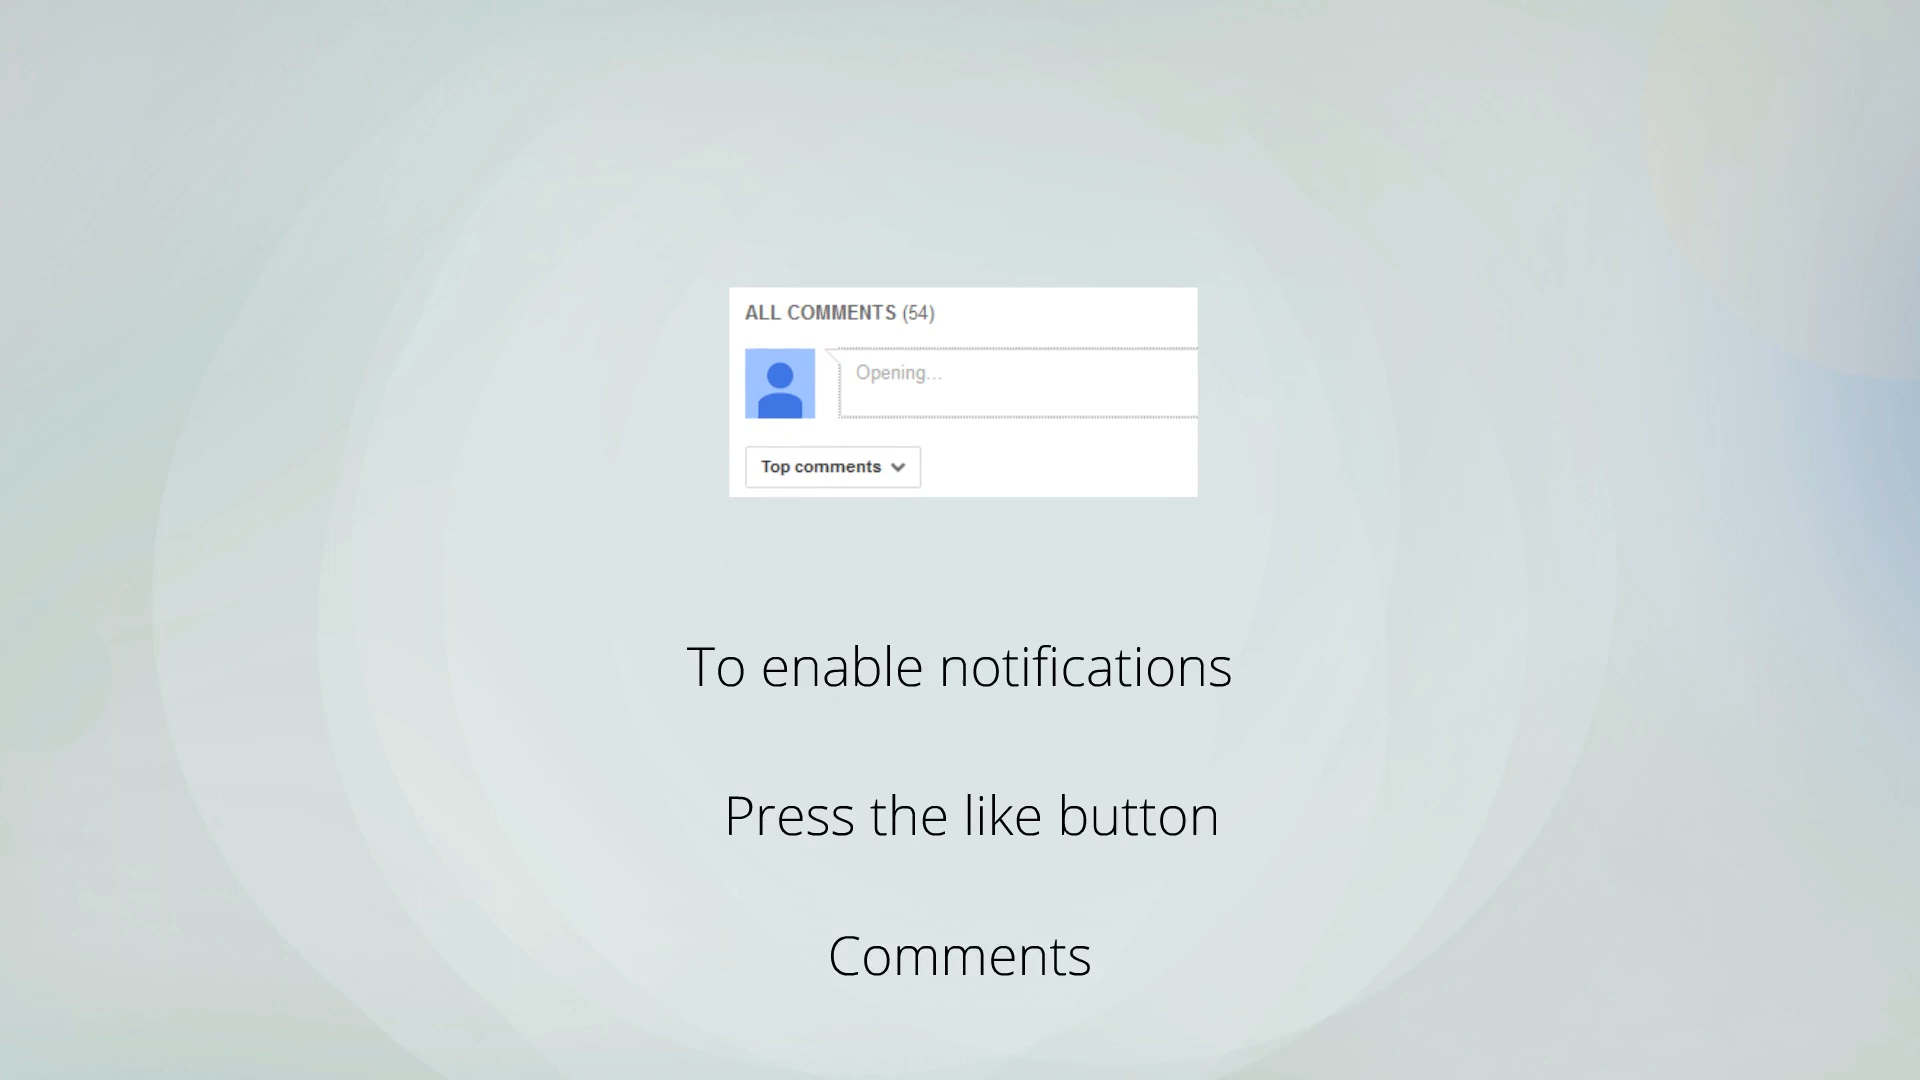 ALL COMMENTS (54)
Opening...
Top comments
To enable notifications
Press the like button
Comments